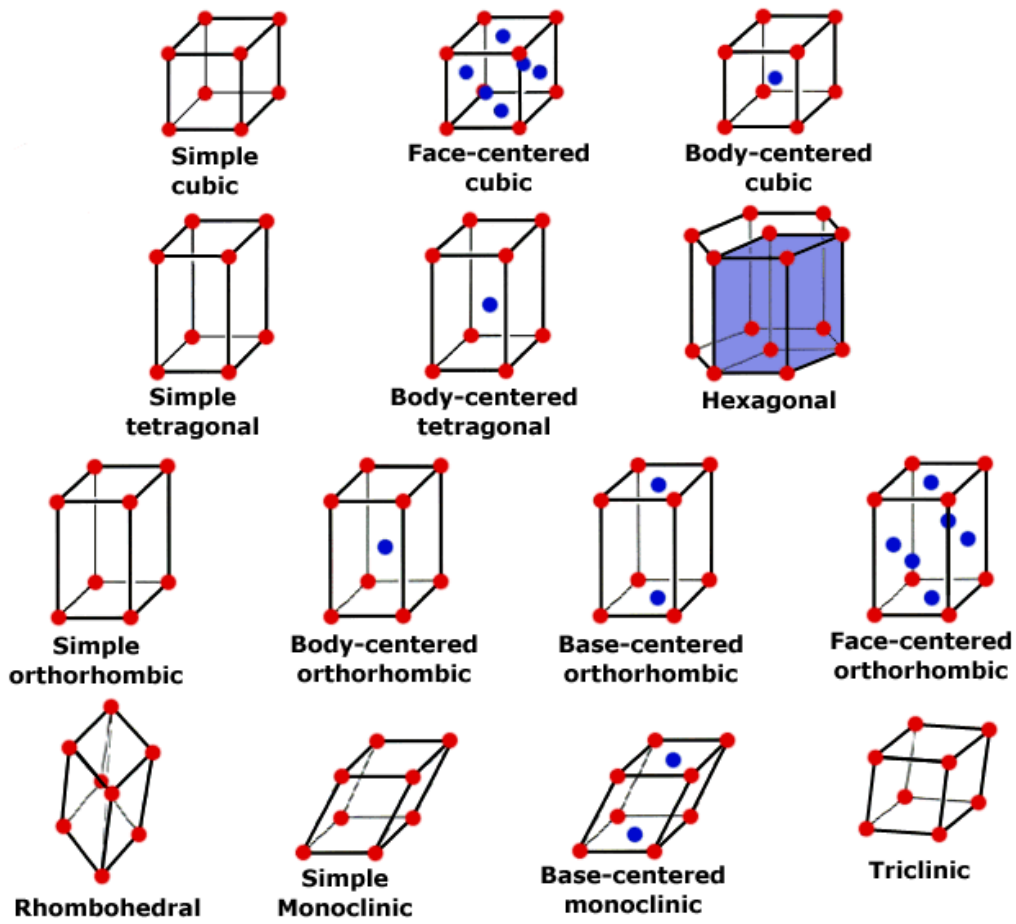 Simple
cubic
Face-centered
cubic
Body-centered
cubic
Simple
tetragonal
Body-centered
tetragonal
Hexagonal
Simple
orthorhombic
Body-centered
orthorhombic
Base-centered
orthorhombic
Face-centered
orthorhombic
Rhombohedral
Simple
Monoclinic
Base-centered
monoclinic
Triclinic